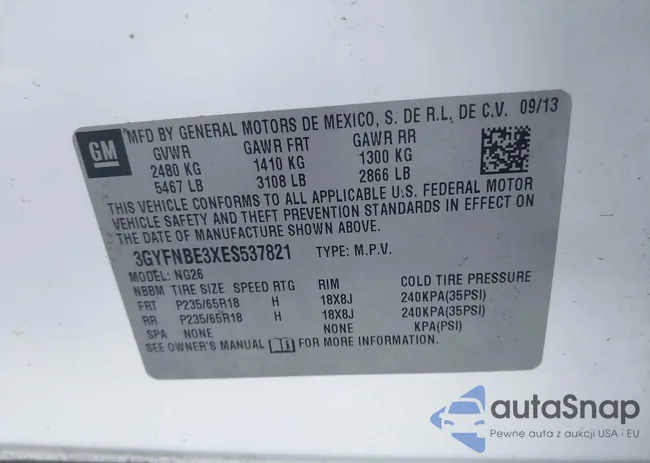 MFD BY GENERAL MOTORS DE MEXICO, S. DE R.L, DE C.V. 09/13
GM
GVWR GAWR FRT GAWR RR
2480 KG 1410 KG 1300 KG
5467 LB 3108 LB 2866 LB
THIS VEHICLE CONFORMS TO ALL APPLICABLE U.S. FEDERAL MOTOR
VEHICLE SAFETY AND THEFT PREVENTION STANDARDS IN EFFECT ON
THE DATE OF MANUFACTURE SHOWN ABOVE.
3GYFNBE3XES537821 TYPE: M.P.V.
MODEL: NG26
NBBM TIRE SIZE SPEED RTG RIM COLD TIRE PRESSURE
FRT P235/65R18 H 18X8J 240KPA(35PSI)
RR P235/65R18 H 18X8J 240KPA(35PSI)
SPA NONE NONE KPA(PSI)
SEE OWNER'S MANUAL FOR MORE INFORMATION.
autoSnap
Pewne auta z aukcji USA i EU